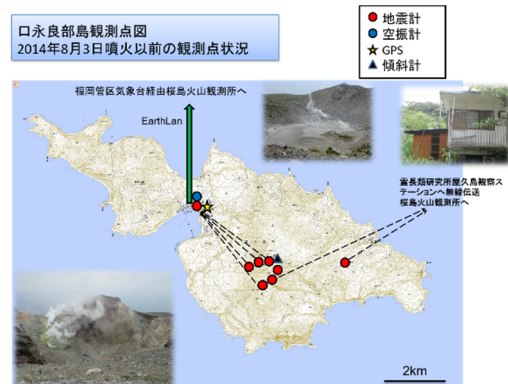 口永良部島観測点図
2014年8月3日噴火以前の観測点状況
地震計
空振計
GPS
傾斜計
福岡管区気象台経由桜島火山観測所へ
EarthLan
霊長類研究所屋久島観察ス
テーションへ無線伝送
桜島火山観測所へ
2km